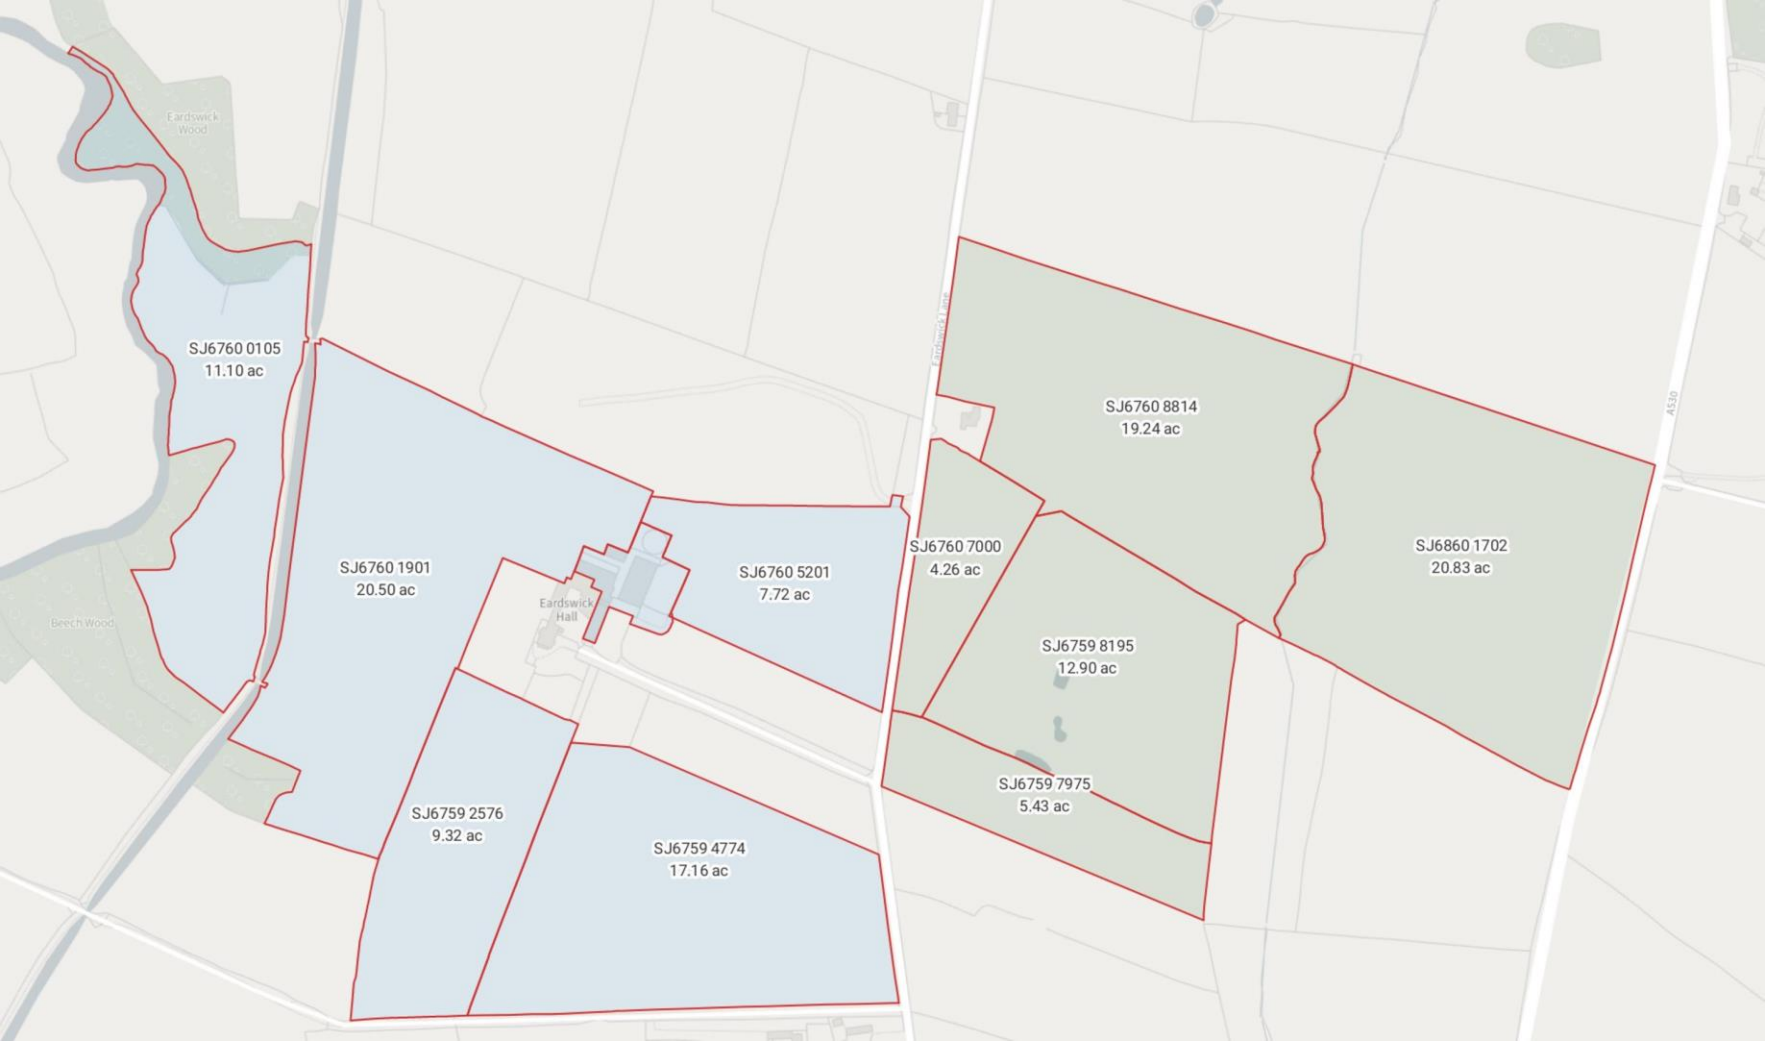 Eardswick
Wood
SJ6760 0105
11.10 ac
Eardswick Lane
SJ6760 8814
19.24 ac
A530
SJ6760 1901
20.50 ac
SJ6760 5201
7.72 ac
SJ6760 7000
4.26 ac
SJ6860 1702
20.83 ac
Eardswick
Hall
Beech Wood
SJ6759 8195
12.90 ac
SJ6759 7975
5.43 ac
SJ6759 2576
9.32 ac
SJ6759 4774
17.16 ac